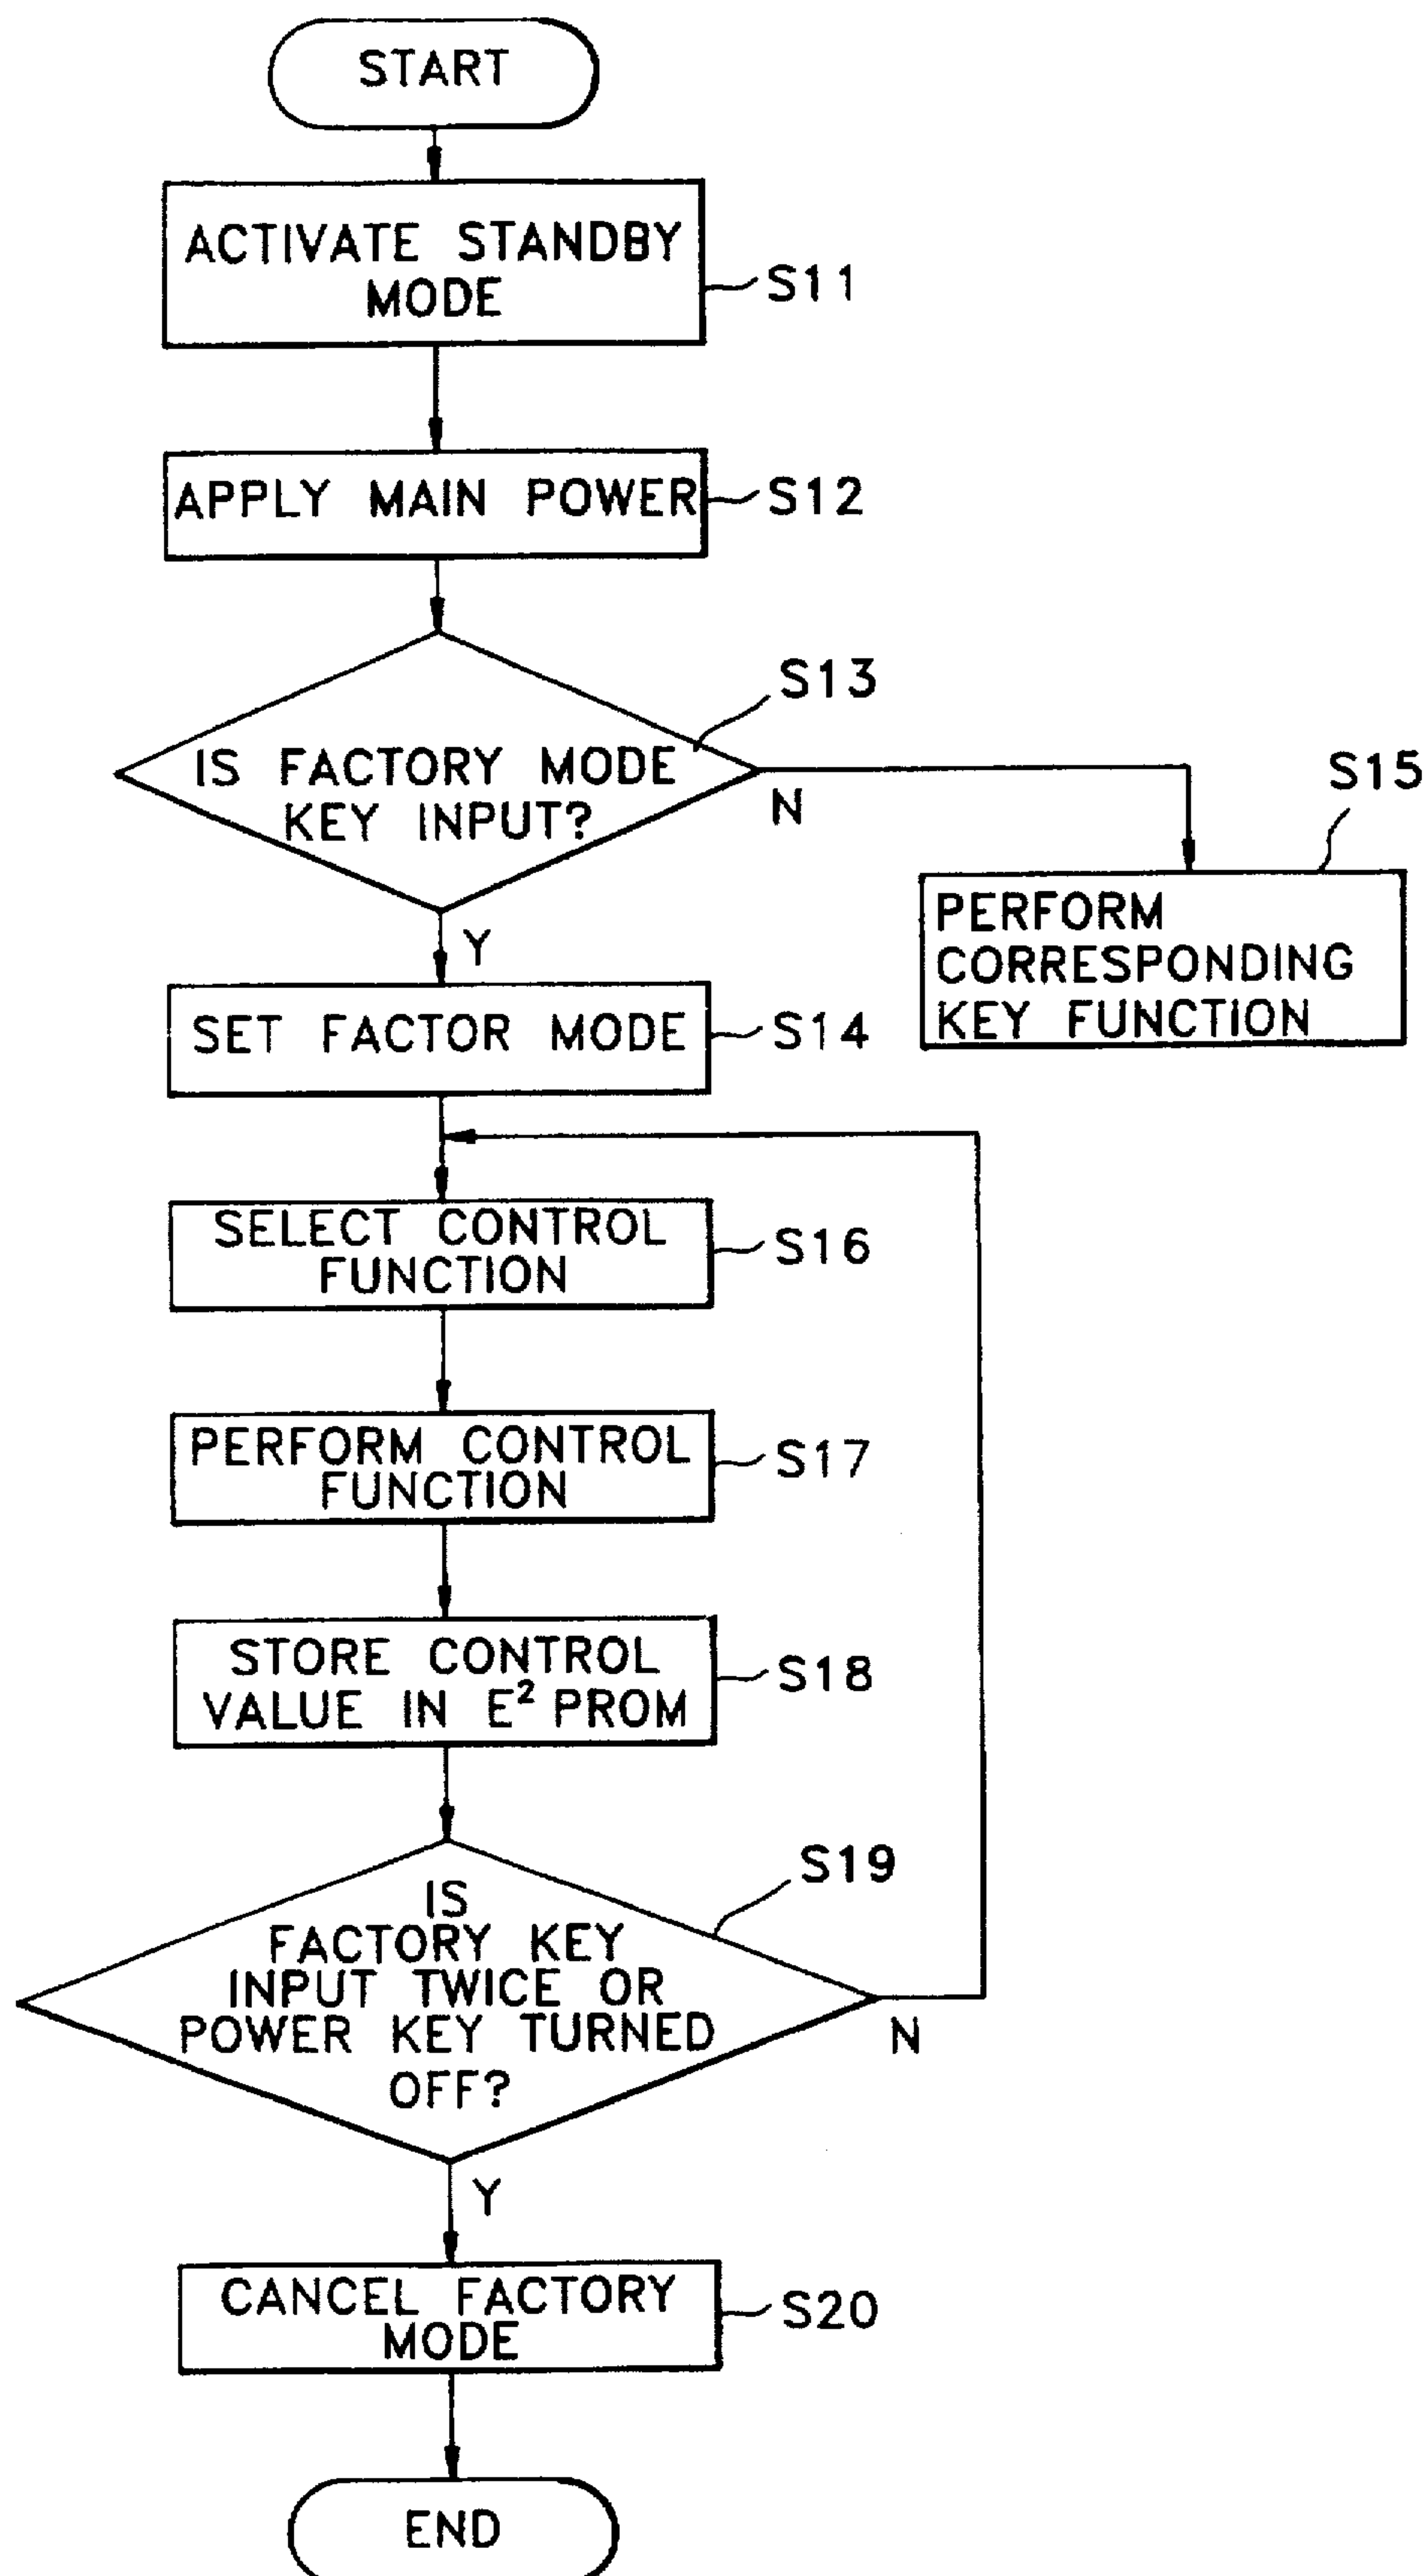 START
ACTIVATE STANDBY
MODE
S11
APPLY MAIN POWER
S12
S13
IS FACTORY MODE
KEY INPUT?
N
S15
PERFORM
CORRESPONDING
KEY FUNCTION
Y
SET FACTOR MODE
S14
SELECT CONTROL
FUNCTION
S16
PERFORM CONTROL
FUNCTION
S17
STORE CONTROL
VALUE IN E² PROM
S18
S19
IS
FACTORY KEY
INPUT TWICE OR
POWER KEY TURNED
OFF?
N
Y
CANCEL FACTORY
MODE
S20
END